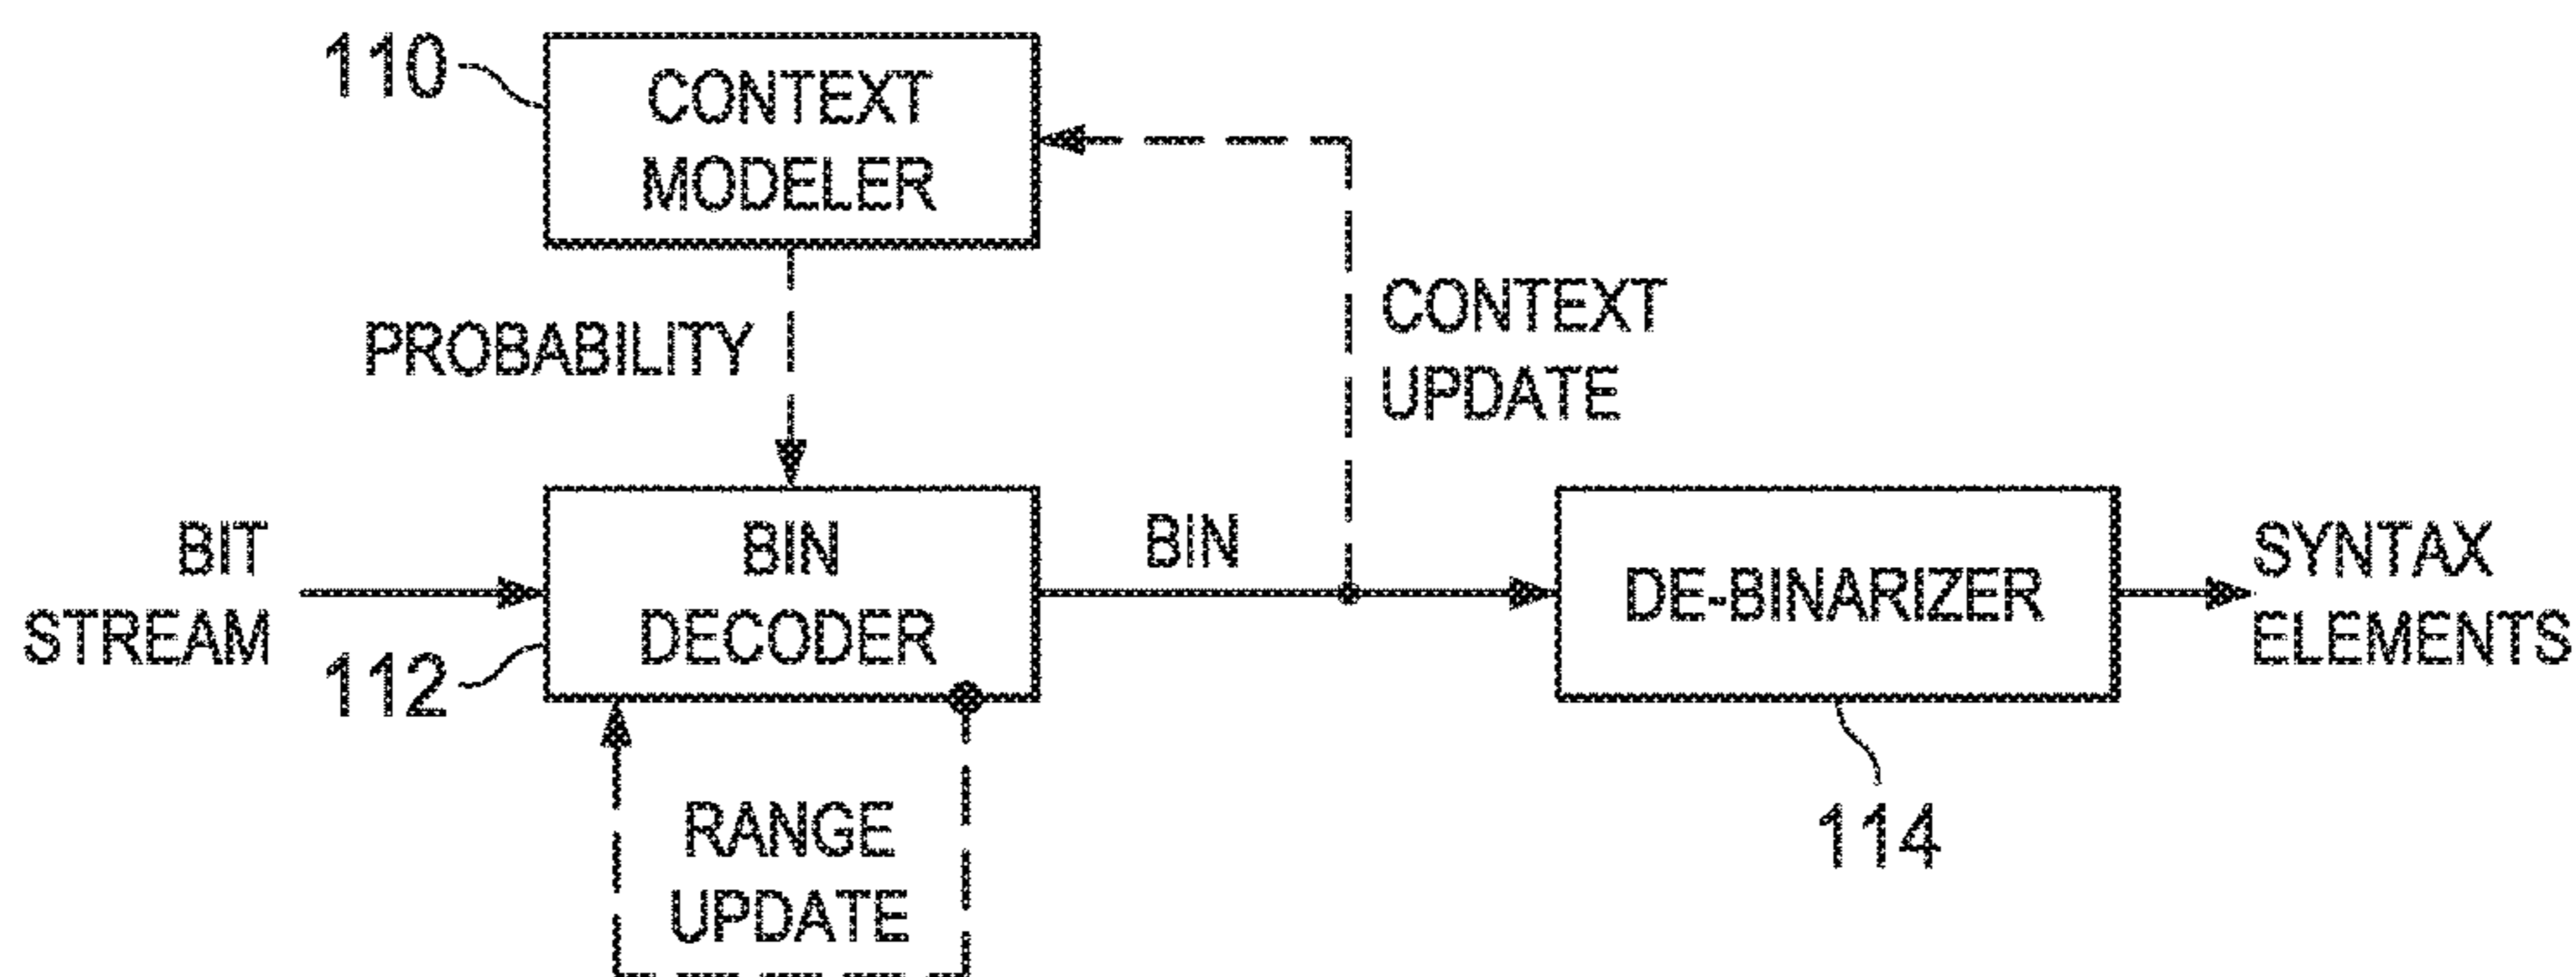 110
CONTEXT
MODELER
PROBABILITY
CONTEXT
UPDATE
BIT
STREAM
112
BIN
DECODER
BIN
DE-BINARIZER
SYNTAX
ELEMENTS
RANGE
UPDATE
114